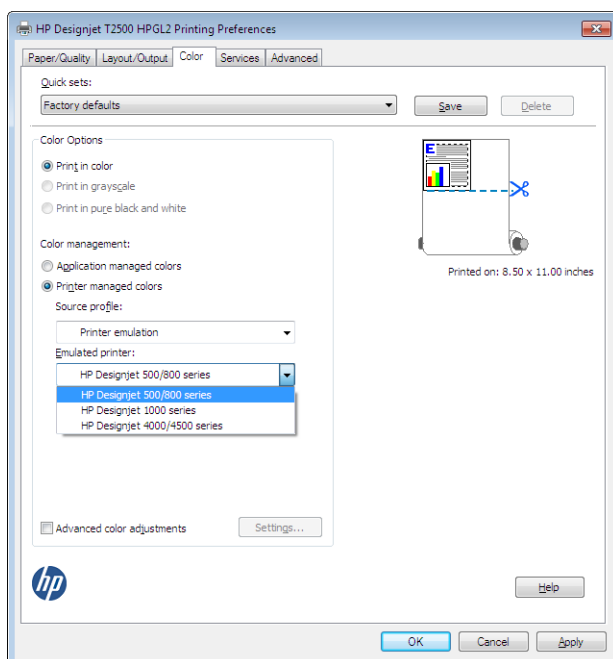 HP Designjet T2500 HPGL2 Printing Preferences
Paper/Quality Layout/Output Color Services Advanced
Quick sets:
Factory defaults
Save
Delete
Color Options
Print in color
Print in grayscale
Print in pure black and white
Color management:
Application managed colors
Printer managed colors
Source profile:
Printer emulation
Emulated printer:
HP Designjet 500/800 series
HP Designjet 500/800 series
HP Designjet 1000 series
HP Designjet 4000/4500 series
Advanced color adjustments
Settings...
E
Printed on: 8.50 x 11.00 inches
hp
Help
OK
Cancel
Apply